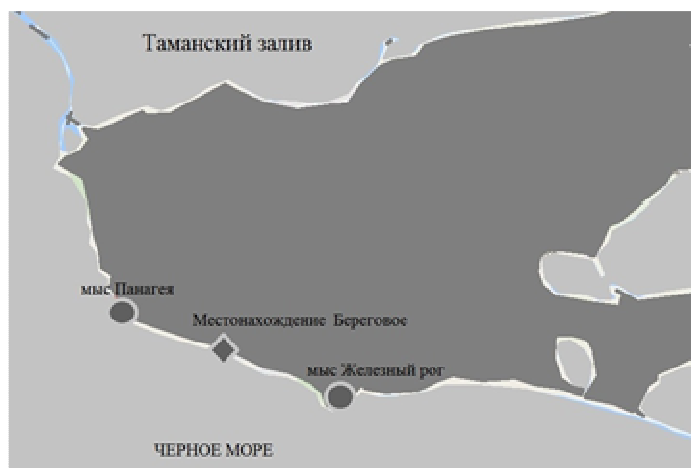 Таманский залив
мыс Панагея
Местонахождение Береговое
мыс Железный рог
ЧЕРНОЕ МОРЕ